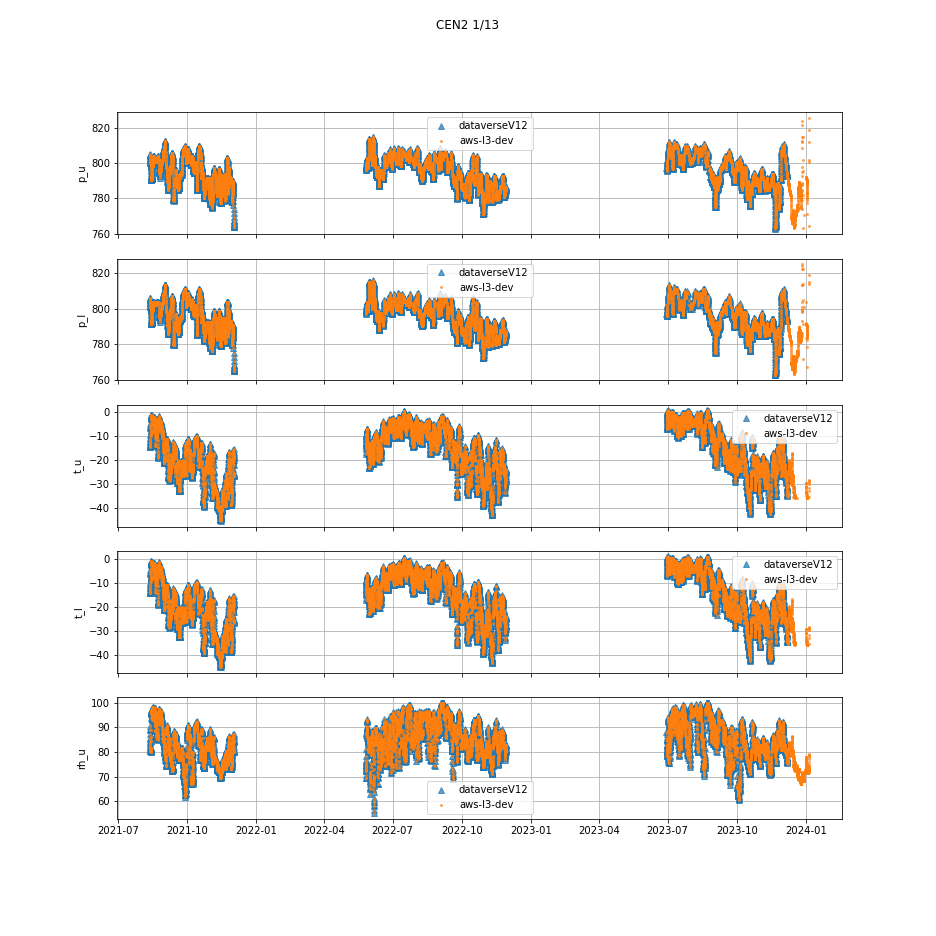 CEN2 1/13
820
800
780
760
p_u
dataverseV12
aws-l3-dev
820
800
780
760
p_l
dataverseV12
aws-l3-dev
0
−10
−20
−30
−40
t_u
dataverseV12
aws-l3-dev
0
−10
−20
−30
−40
t_l
dataverseV12
aws-l3-dev
100
90
80
70
60
rh_u
dataverseV12
aws-l3-dev
2021-07 2021-10 2022-01 2022-04 2022-07 2022-10 2023-01 2023-04 2023-07 2023-10 2024-01